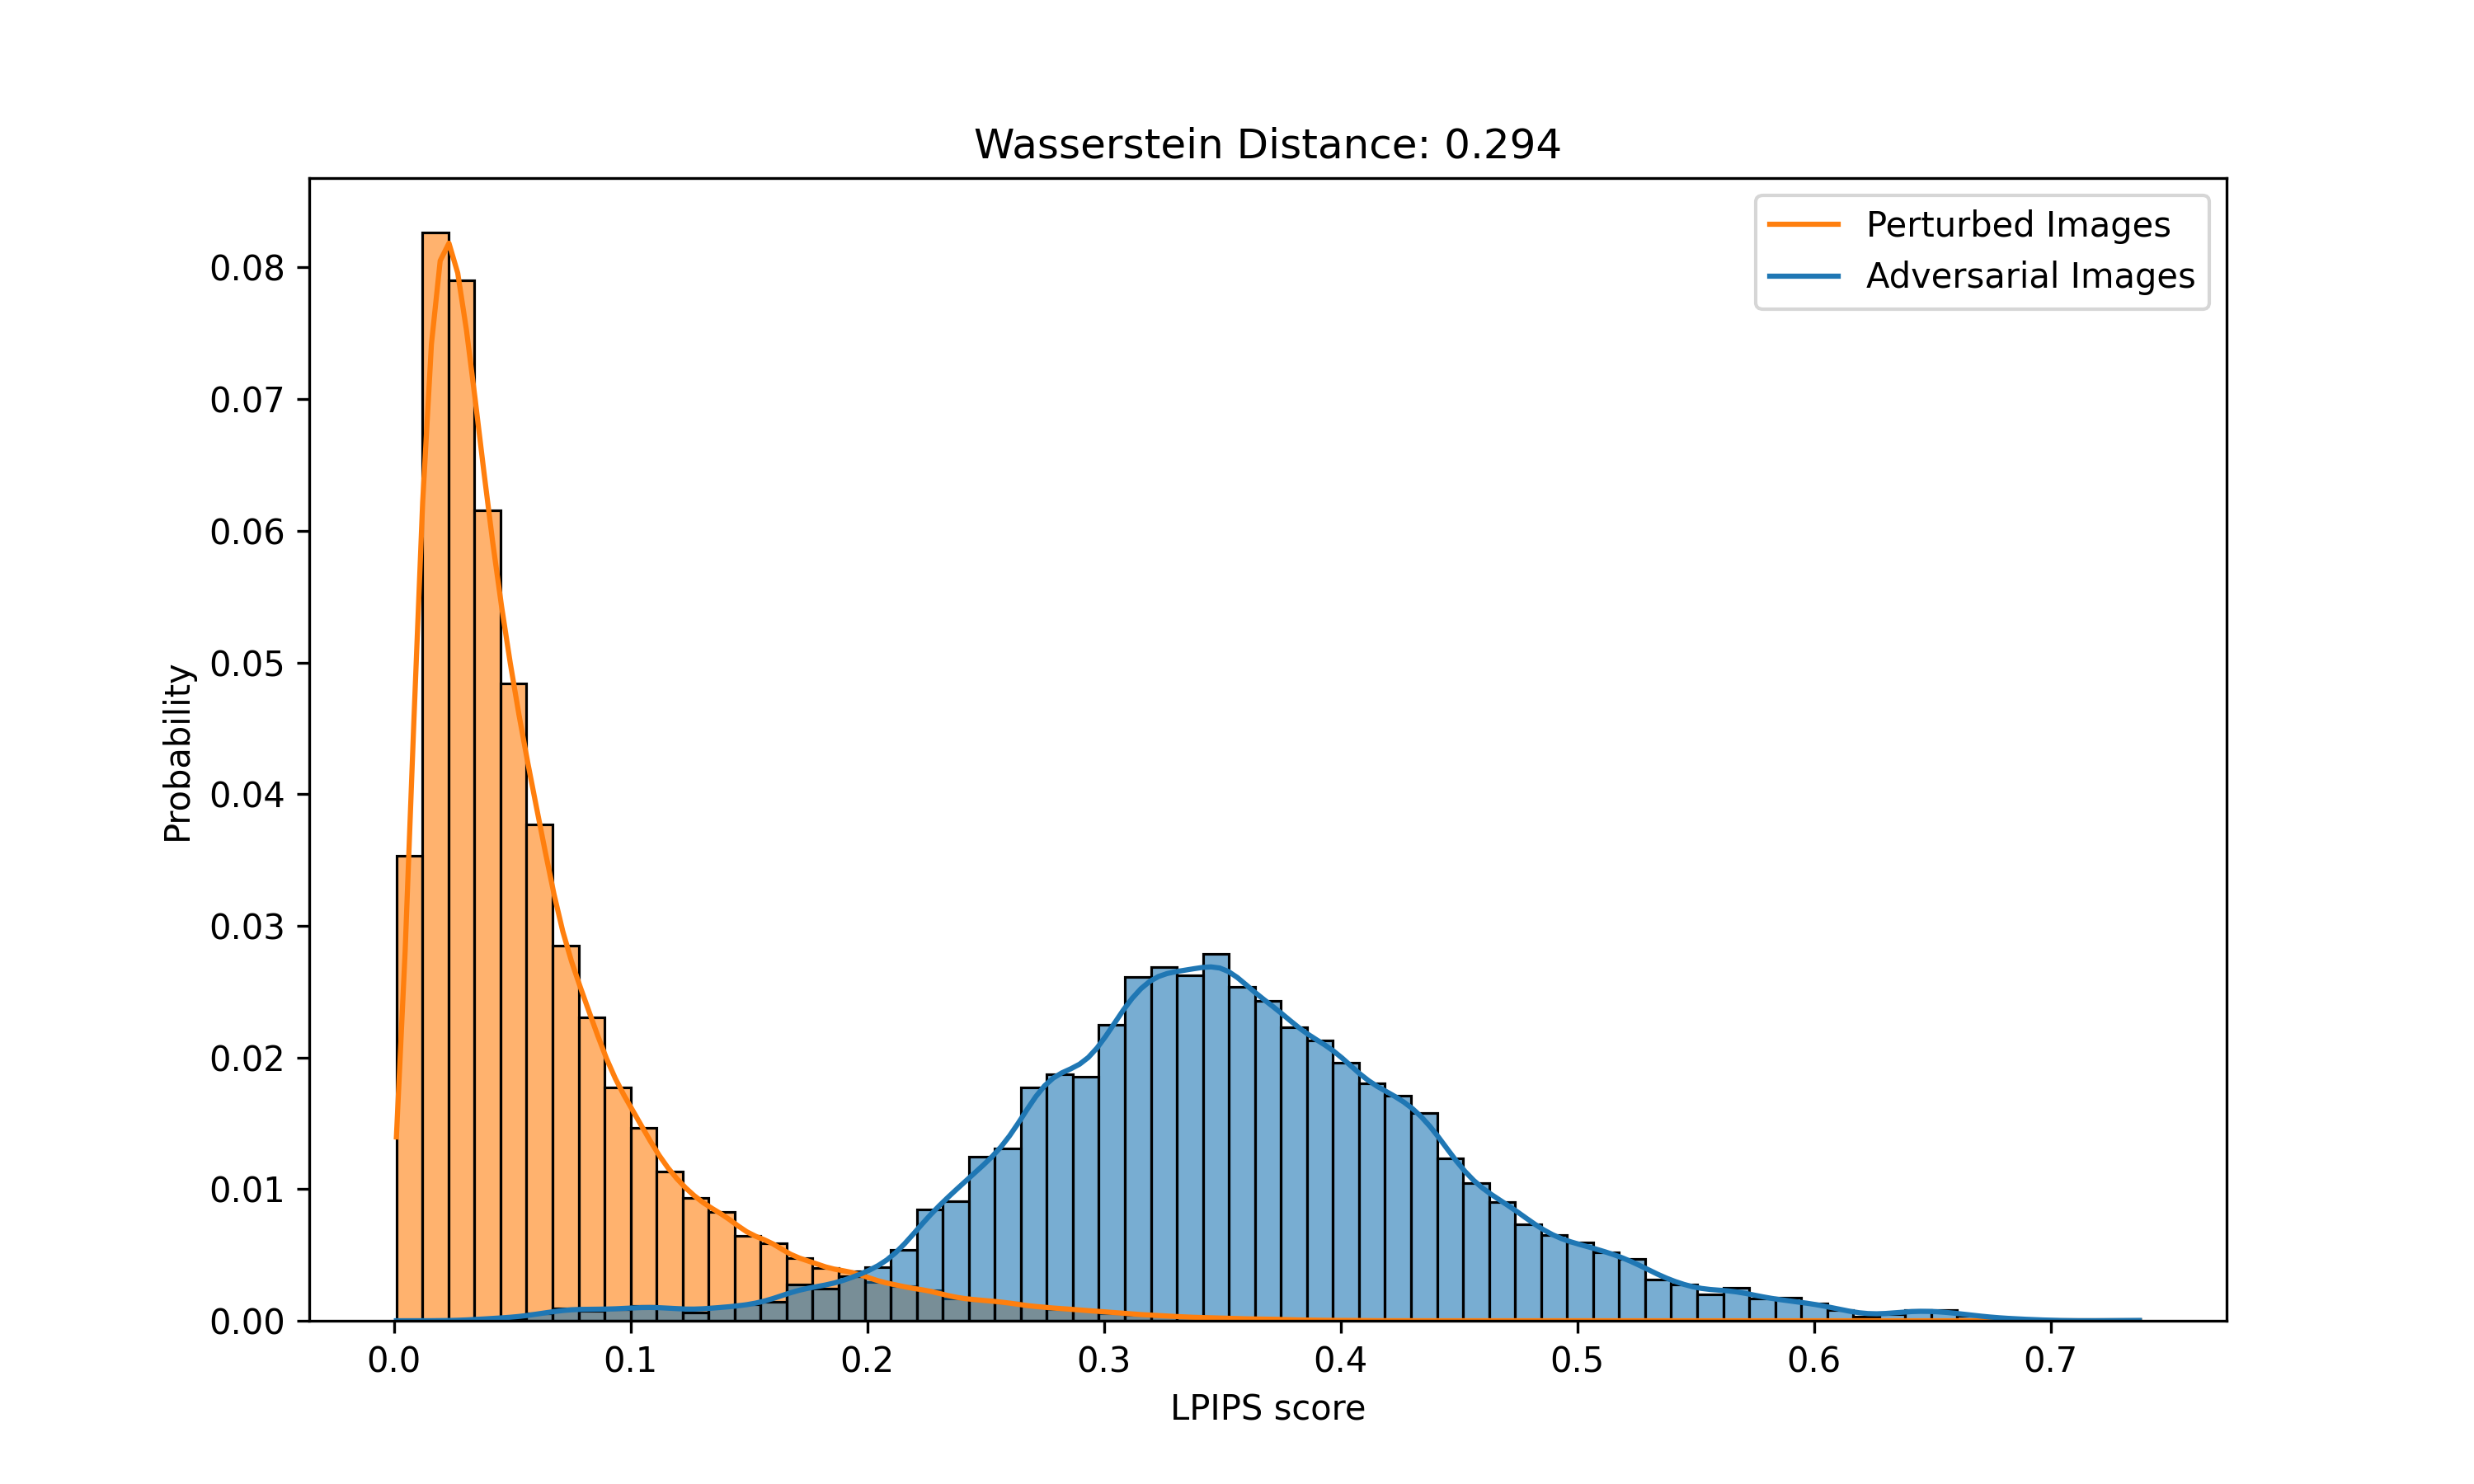 Wasserstein Distance: 0.294
Perturbed Images
Adversarial Images
Probability
0.08
0.07
0.06
0.05
0.04
0.03
0.02
0.01
0.00
0.0 0.1 0.2 0.3 0.4 0.5 0.6 0.7
LPIPS score